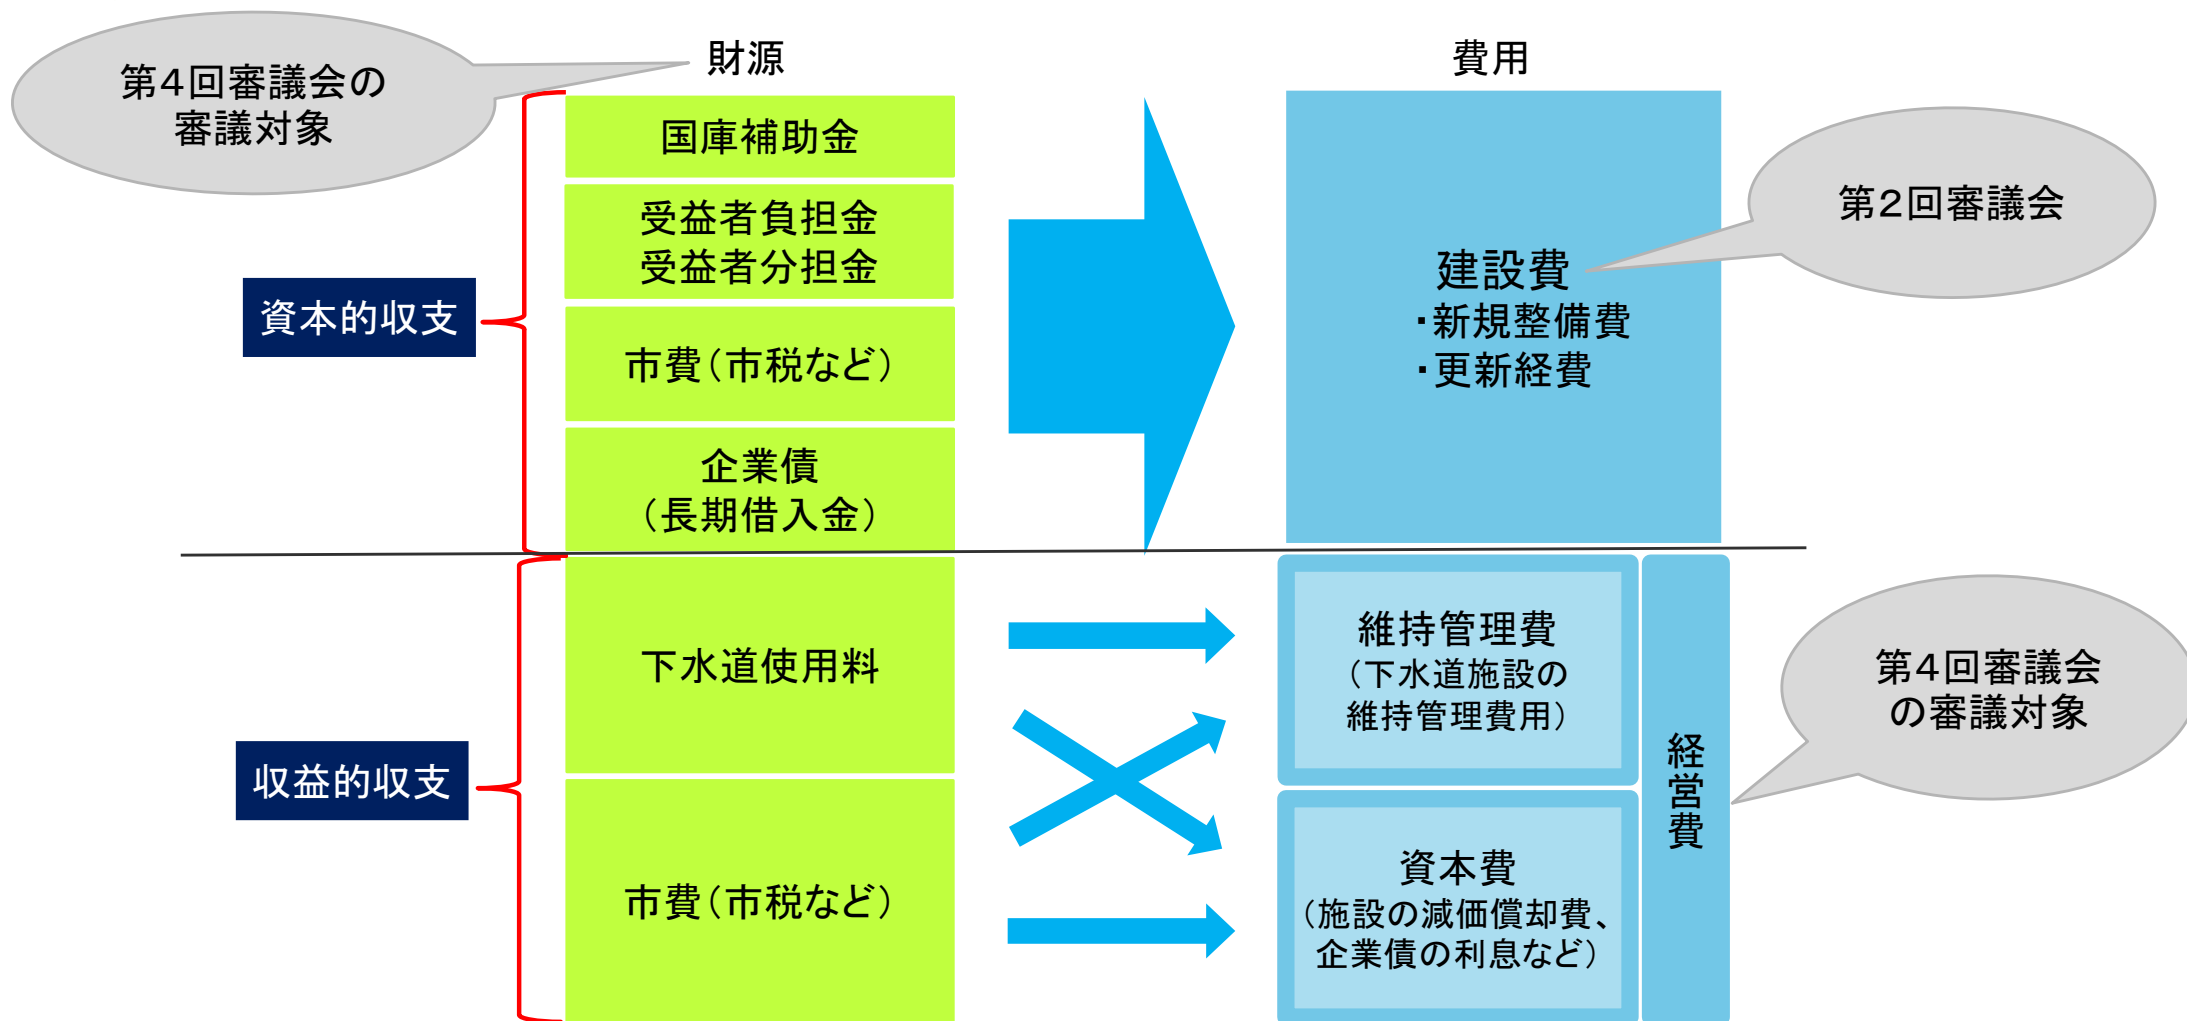 第4回審議会の
審議対象
財源
費用
国庫補助金
受益者負担金
受益者分担金
市費（市税など）
企業債
（長期借入金）
資本的収支
建設費
・新規整備費
・更新経費
第2回審議会
下水道使用料
市費（市税など）
収益的収支
維持管理費
（下水道施設の
維持管理費用）
資本費
（施設の減価償却費、
企業債の利息など）
経営費
第4回審議会
の審議対象